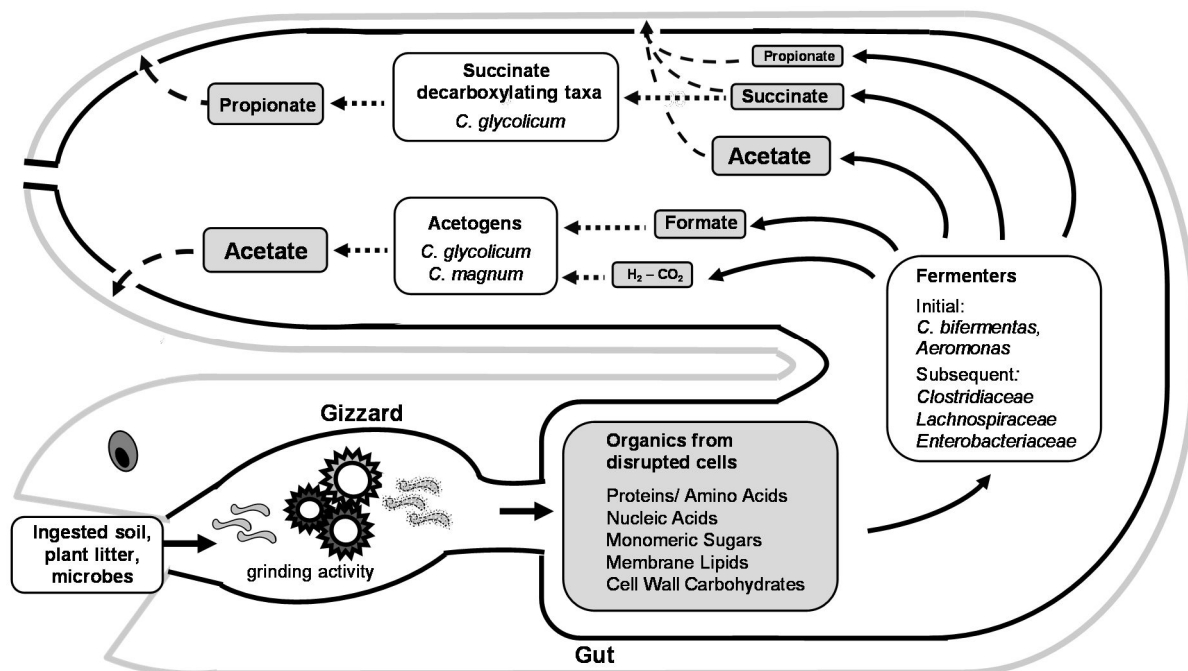 Succinate
decarboxylating taxa
C. glycolicum
Propionate
Propionate
Succinate
Acetate
Acetogens
C. glycolicum
C. magnum
Acetate
Formate
H₂ – CO₂
Fermenters
Initial:
C. bifermentas,
Aeromonas
Subsequent:
Clostridiaceae
Lachnospiraceae
Enterobacteriaceae
Gizzard
grinding activity
Ingested soil,
plant litter,
microbes
Organics from
disrupted cells
Proteins/ Amino Acids
Nucleic Acids
Monomeric Sugars
Membrane Lipids
Cell Wall Carbohydrates
Gut